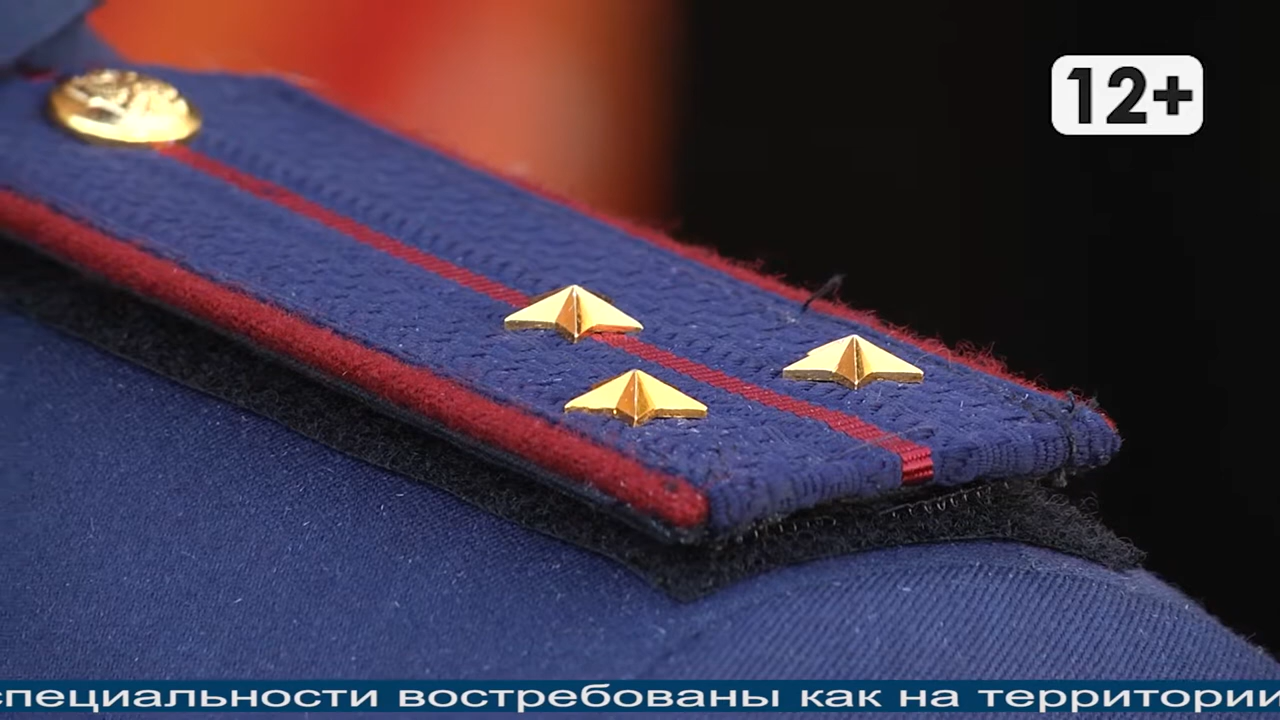 12+
специальности востребованы как на территории